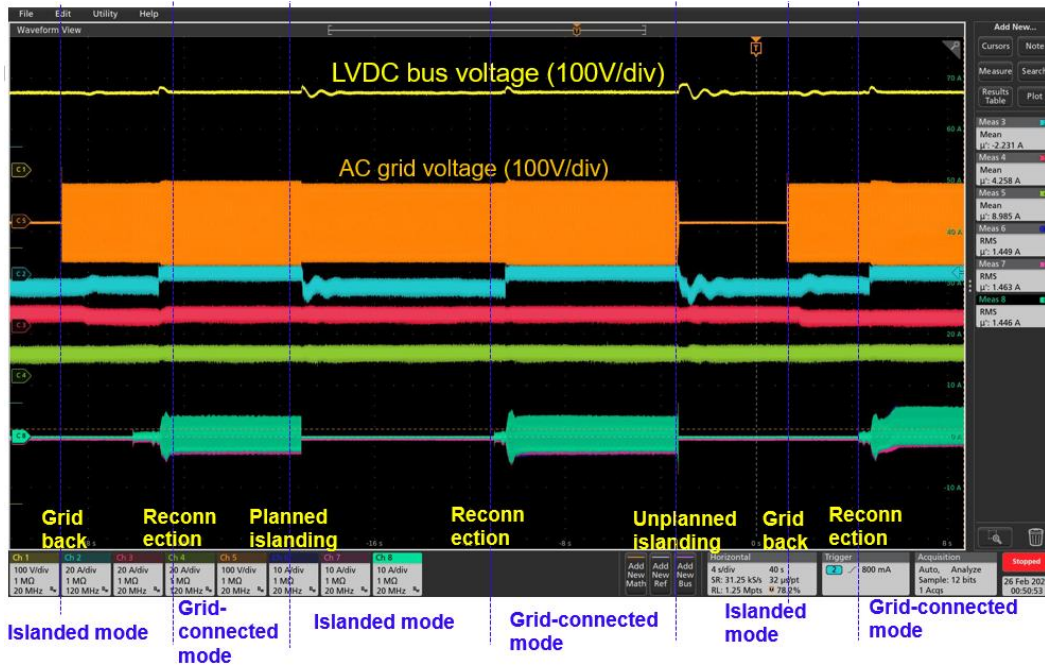 File Edit Utility Help
Waveform View
Add New...
Cursors Note
Measure Search
Results Table Plot
LVDC bus voltage (100V/div)
AC grid voltage (100V/div)
T
T
C1
C5
C2
C3
C4
C8
70 A
60 A
50 A
40 A
20 A
10 A
-10 A
-16 s
-8 s
0 s
8 s
Meas 3
Mean
µ': -2.231 A
Meas 4
Mean
µ': 4.258 A
Meas 5
Mean
µ': 8.985 A
Meas 6
RMS
µ': 1.449 A
Meas 7
RMS
µ': 1.463 A
Meas 8
RMS
µ': 1.446 A
Grid back
Reconn ection
Planned islanding
Reconn ection
Unplanned islanding
Grid back
Reconn ection
Ch 1
100 V/div
1 MΩ
20 MHz
Ch 2
20 A/div
1 MΩ
120 MHz
Ch 3
20 A/div
1 MΩ
20 MHz
Ch 4
20 A/div
120 MHz
Ch 5
100 V/div
1 MΩ
20 MHz
10 A/div
1 MΩ
20 MHz
Ch 7
10 A/div
1 MΩ
20 MHz
Ch 8
10 A/div
1 MΩ
20 MHz
Add New Math
Add New Ref
Add New Bus
Horizontal
4 s/div 40 s
SR: 31.25 kS/s 32 µs/pt
RL: 1.25 Mpts 78.2%
Trigger
2 800 mA
Acquisition
Auto, Analyze
Sample: 12 bits
1 Acqs
Stopped
26 Feb 202
00:50:53
Islanded mode
Grid-connected mode
Islanded mode
Grid-connected mode
Islanded mode
Grid-connected mode